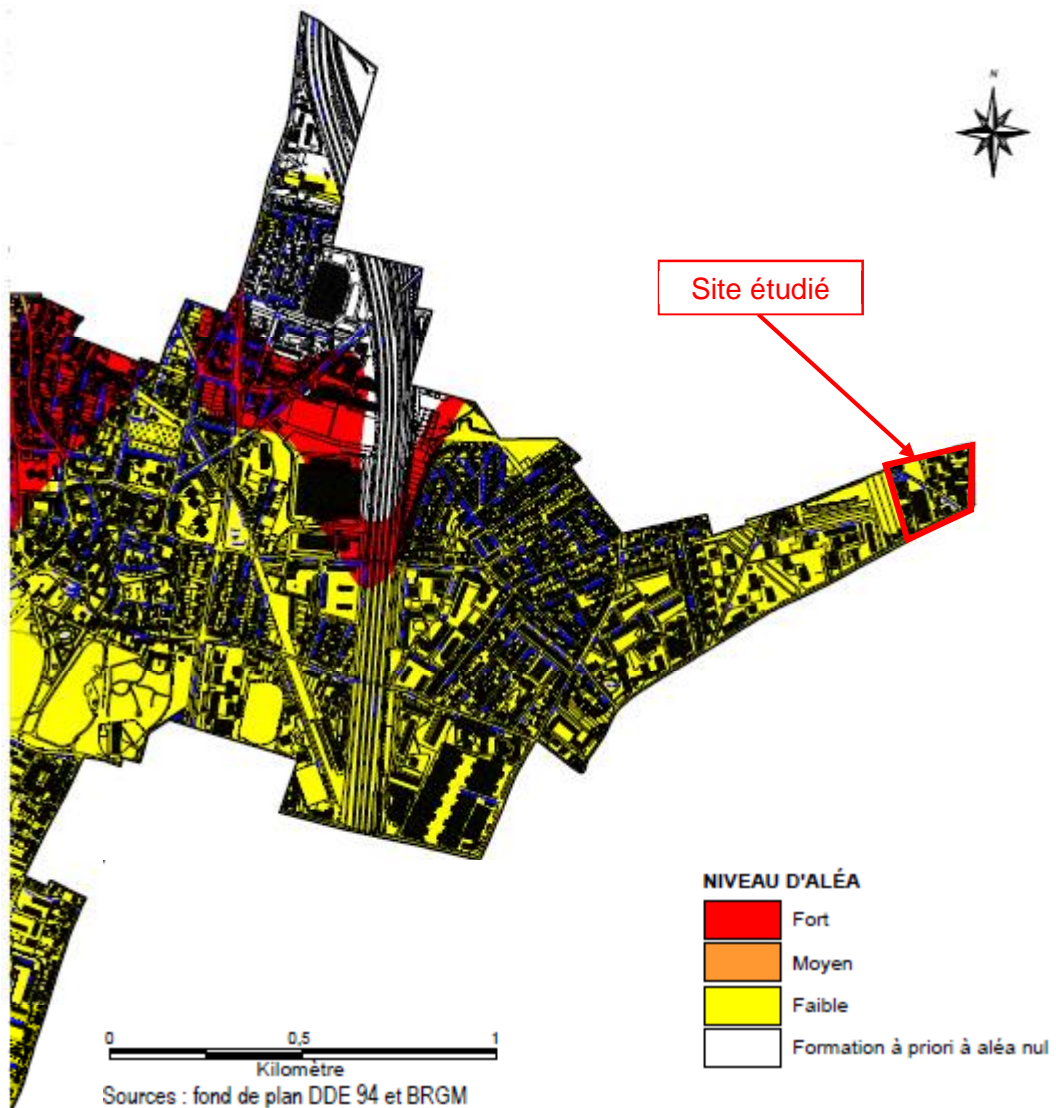 N
Site étudié
NIVEAU D'ALÉA
Fort
Moyen
Faible
Formation à priori à aléa nul
0 0,5 1
Kilomètre
Sources : fond de plan DDE 94 et BRGM